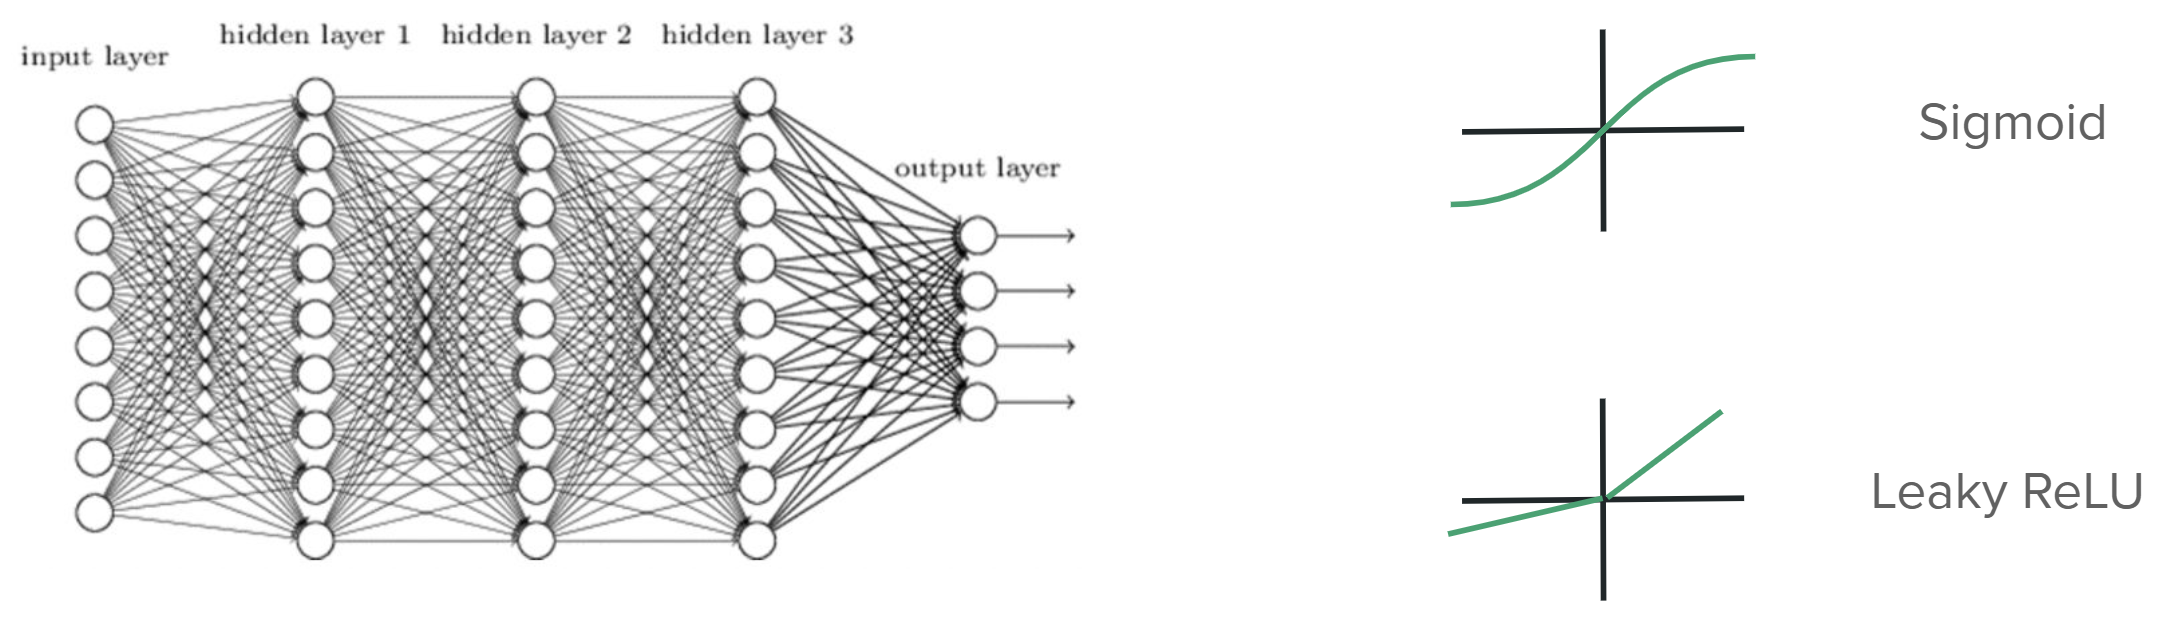 input layer
hidden layer 1
hidden layer 2
hidden layer 3
output layer
Sigmoid
Leaky ReLU